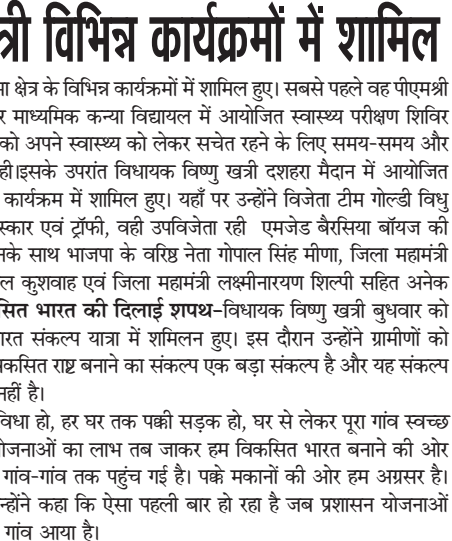 त्री विभिन्न कार्यक्रमों में शामिल
क्षेत्र के विभिन्न कार्यक्रमों में शामिल हुए। सबसे पहले वह पीएमश्री
माध्यमिक कन्या विद्यायल में आयोजित स्वास्थ्य परीक्षण शिविर
को अपने स्वास्थ्य को लेकर सचेत रहने के लिए समय-समय और
ही।इसके उपरांत विधायक विष्णु खत्री दशहरा मैदान में आयोजित
कार्यक्रम में शामिल हुए। यहाँ पर उन्होंने विजेता टीम गोल्डी विधु
स्कार एवं ट्रॉफी, वही उपविजेता रही एमजेड बैरसिया बॉयज की
नके साथ भाजपा के वरिष्ठ नेता गोपाल सिंह मीणा, जिला महामंत्री
ल कुशवाह एवं जिला महामंत्री लक्ष्मीनारयण शिल्पी सहित अनेक
सित भारत की दिलाई शपथ-विधायक विष्णु खत्री बुधवार को
ारत संकल्प यात्रा में शमिलन हुए। इस दौरान उन्होंने ग्रामीणों को
कसित राष्ट्र बनाने का संकल्प एक बड़ा संकल्प है और यह संकल्प
नहीं है।
विधा हो, हर घर तक पक्की सड़क हो, घर से लेकर पूरा गांव स्वच्छ
ोजनाओं का लाभ तब जाकर हम विकसित भारत बनाने की ओर
गांव-गांव तक पहुंच गई है। पक्के मकानों की ओर हम अग्रसर है।
न्होंने कहा कि ऐसा पहली बार हो रहा है जब प्रशासन योजनाओं
गांव आया है।